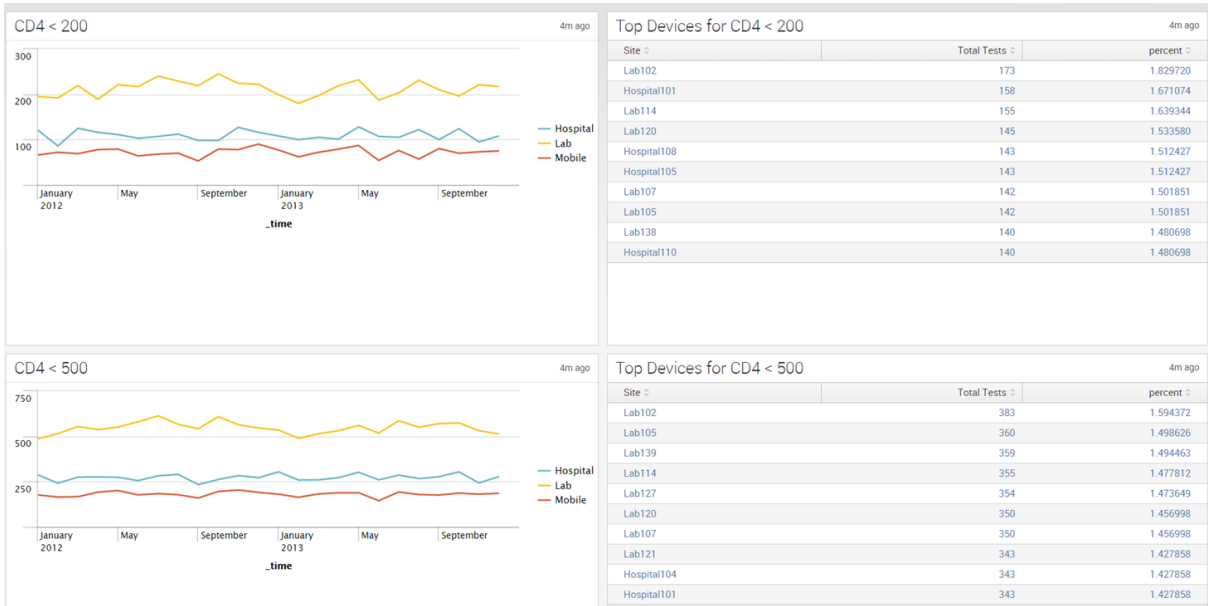 CD4 < 200
4m ago
300
200
100
Hospital
Lab
Mobile
January May September January May September
2012 2013
_time
Top Devices for CD4 < 200
4m ago
Site Total Tests percent
Lab102 173 1.829720
Hospital101 158 1.671074
Lab114 155 1.639344
Lab120 145 1.533580
Hospital108 143 1.512427
Hospital105 143 1.512427
Lab107 142 1.501851
Lab105 142 1.501851
Lab138 140 1.480698
Hospital110 140 1.480698
CD4 < 500
4m ago
750
500
250
Hospital
Lab
Mobile
January May September January May September
2012 2013
_time
Top Devices for CD4 < 500
4m ago
Site Total Tests percent
Lab102 383 1.594372
Lab105 360 1.498626
Lab139 359 1.494463
Lab114 355 1.477812
Lab127 354 1.473649
Lab120 350 1.456998
Lab107 350 1.456998
Lab121 343 1.427858
Hospital104 343 1.427858
Hospital101 343 1.427858